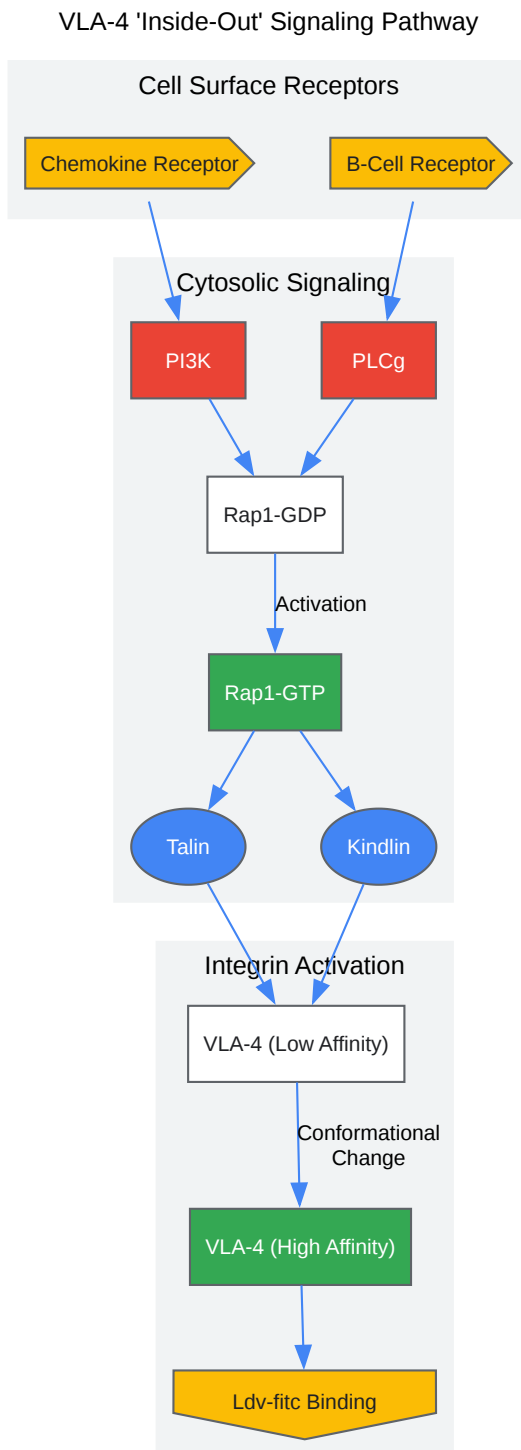 VLA-4 'Inside-Out' Signaling Pathway
Cell Surface Receptors
Chemokine Receptor
B-Cell Receptor
Cytosolic Signaling
PI3K
PLCg
Rap1-GDP
Activation
Rap1-GTP
Talin
Kindlin
Integrin Activation
VLA-4 (Low Affinity)
Conformational
Change
VLA-4 (High Affinity)
Ldv-fitc Binding